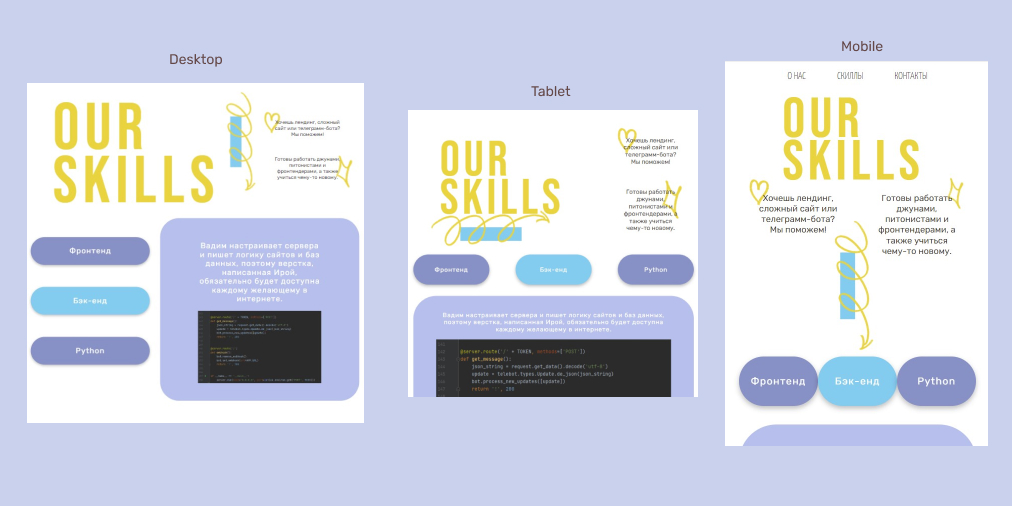 Desktop
OUR
SKILLS
Хочешь лендинг, сложный
сайт или телеграмм-бота?
Мы поможем!
Готовы работать джунами,
питонистами и
фронтендерами, а также
учиться чему-то новому.
Фронтенд
Бэк-енд
Python
Вадим настраивает сервера
и пишет логику сайтов и баз
данных, поэтому верстка,
написанная Ирой,
обязательно будет доступна
каждому желающему в
интернете.
Tablet
OUR
SKILLS
Хочешь лендинг,
сложный сайт или
телеграмм-бота?
Мы поможем!
Готовы работать
джунами,
питонистами и
фронтендерами, а
также учиться
чему-то новому.
Фронтенд
Бэк-енд
Python
Вадим настраивает сервера и пишет логику сайтов и баз данных,
поэтому верстка, написанная Ирой, обязательно будет доступна
каждому желающему в интернете.
@server.route('/' + TOKEN, methods=['POST'])
def get_message():
json_string = request.get_data().decode('utf-8')
update = telebot.types.Update.de_json(json_string)
bot.process_new_updates([update])
return '!', 200
Mobile
О НАС
СКИЛЛЫ
КОНТАКТЫ
OUR
SKILLS
Хочешь лендинг,
сложный сайт или
телеграмм-бота?
Мы поможем!
Готовы работать
джунами,
питонистами и
фронтендерами, а
также учиться
чему-то новому.
Фронтенд
Бэк-енд
Python